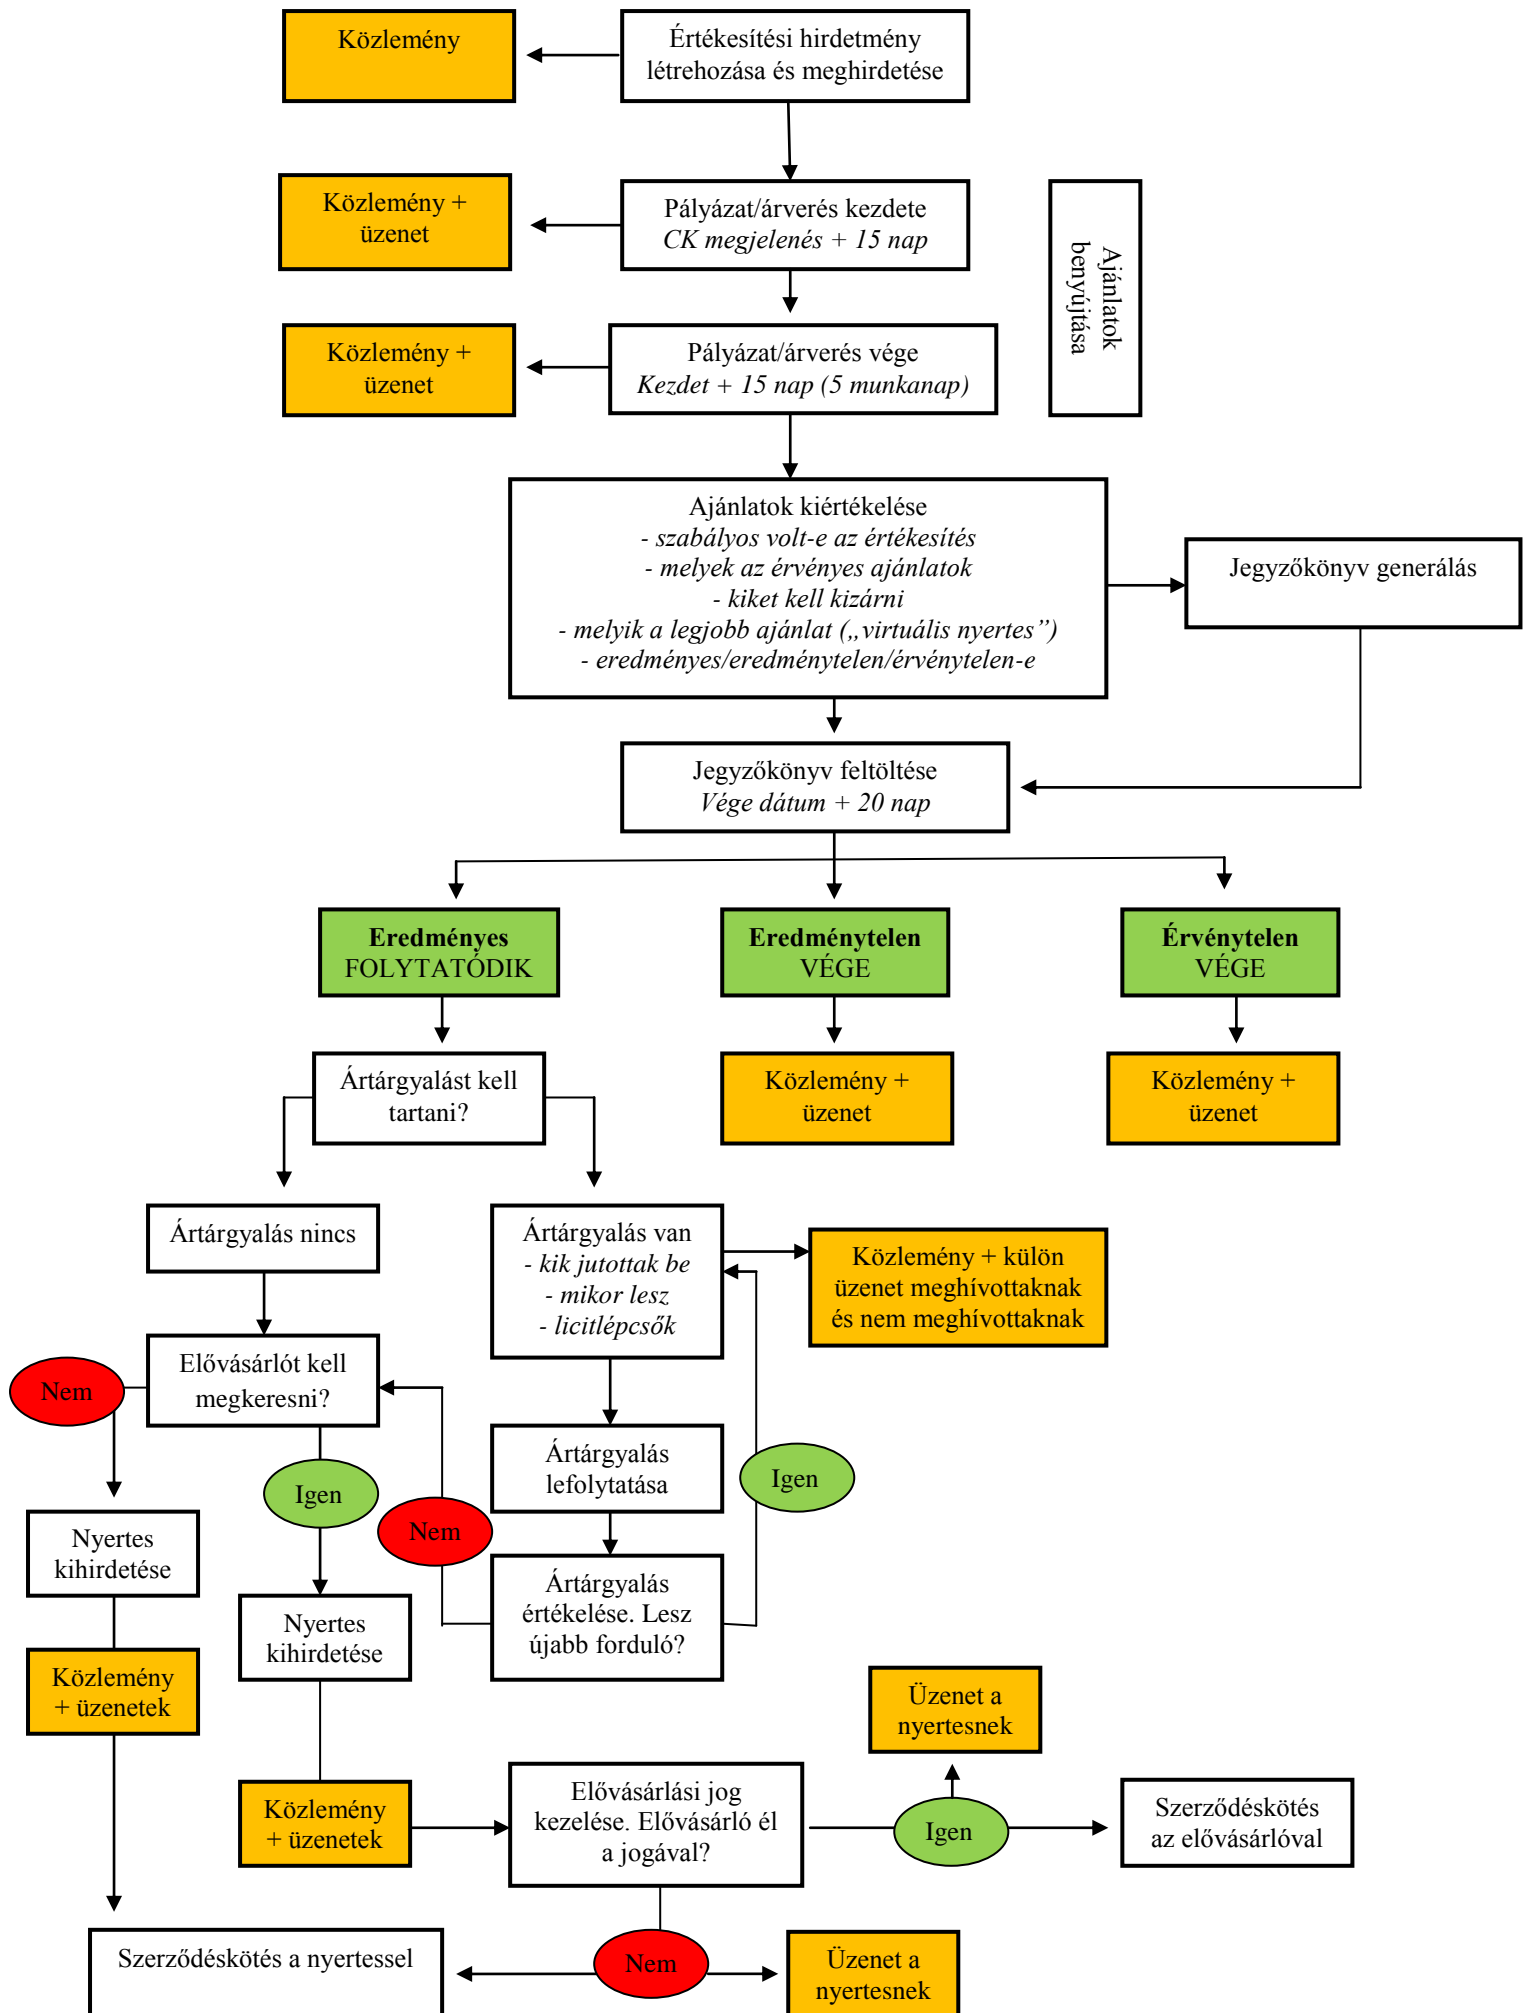 Közlemény
Értékesítési hirdetmény
létrehozása és meghirdetése
Közlemény +
üzenet
Pályázat/árverés kezdete
CK megjelenés + 15 nap
Ajánlatok
benyújtása
Közlemény +
üzenet
Pályázat/árverés vége
Kezdet + 15 nap (5 munkanap)
Ajánlatok kiértékelése
- szabályos volt-e az értékesítés
- melyek az érvényes ajánlatok
- kiket kell kizárni
- melyik a legjobb ajánlat („virtuális nyertes”)
- eredményes/eredménytelen/érvénytelen-e
Jegyzőkönyv generálás
Jegyzőkönyv feltöltése
Vége dátum + 20 nap
Eredményes
FOLYTATÓDIK
Eredménytelen
VÉGE
Érvénytelen
VÉGE
Ártárgyalást kell
tartani?
Közlemény +
üzenet
Közlemény +
üzenet
Ártárgyalás nincs
Ártárgyalás van
- kik jutottak be
- mikor lesz
- licitlépcsők
Közlemény + külön
üzenet meghívottaknak
és nem meghívottaknak
Elővásárlót kell
megkeresni?
Nem
Igen
Ártárgyalás
lefolytatása
Igen
Nem
Nyertes
kihirdetése
Ártárgyalás
értékelése. Lesz
újabb forduló?
Nyertes
kihirdetése
Közlemény
+ üzenetek
Üzenet a
nyertesnek
Közlemény
+ üzenetek
Elővásárlási jog
kezelése. Elővásárló él
a jogával?
Igen
Szerződéskötés
az elővásárlóval
Szerződéskötés a nyertessel
Nem
Üzenet a
nyertesnek